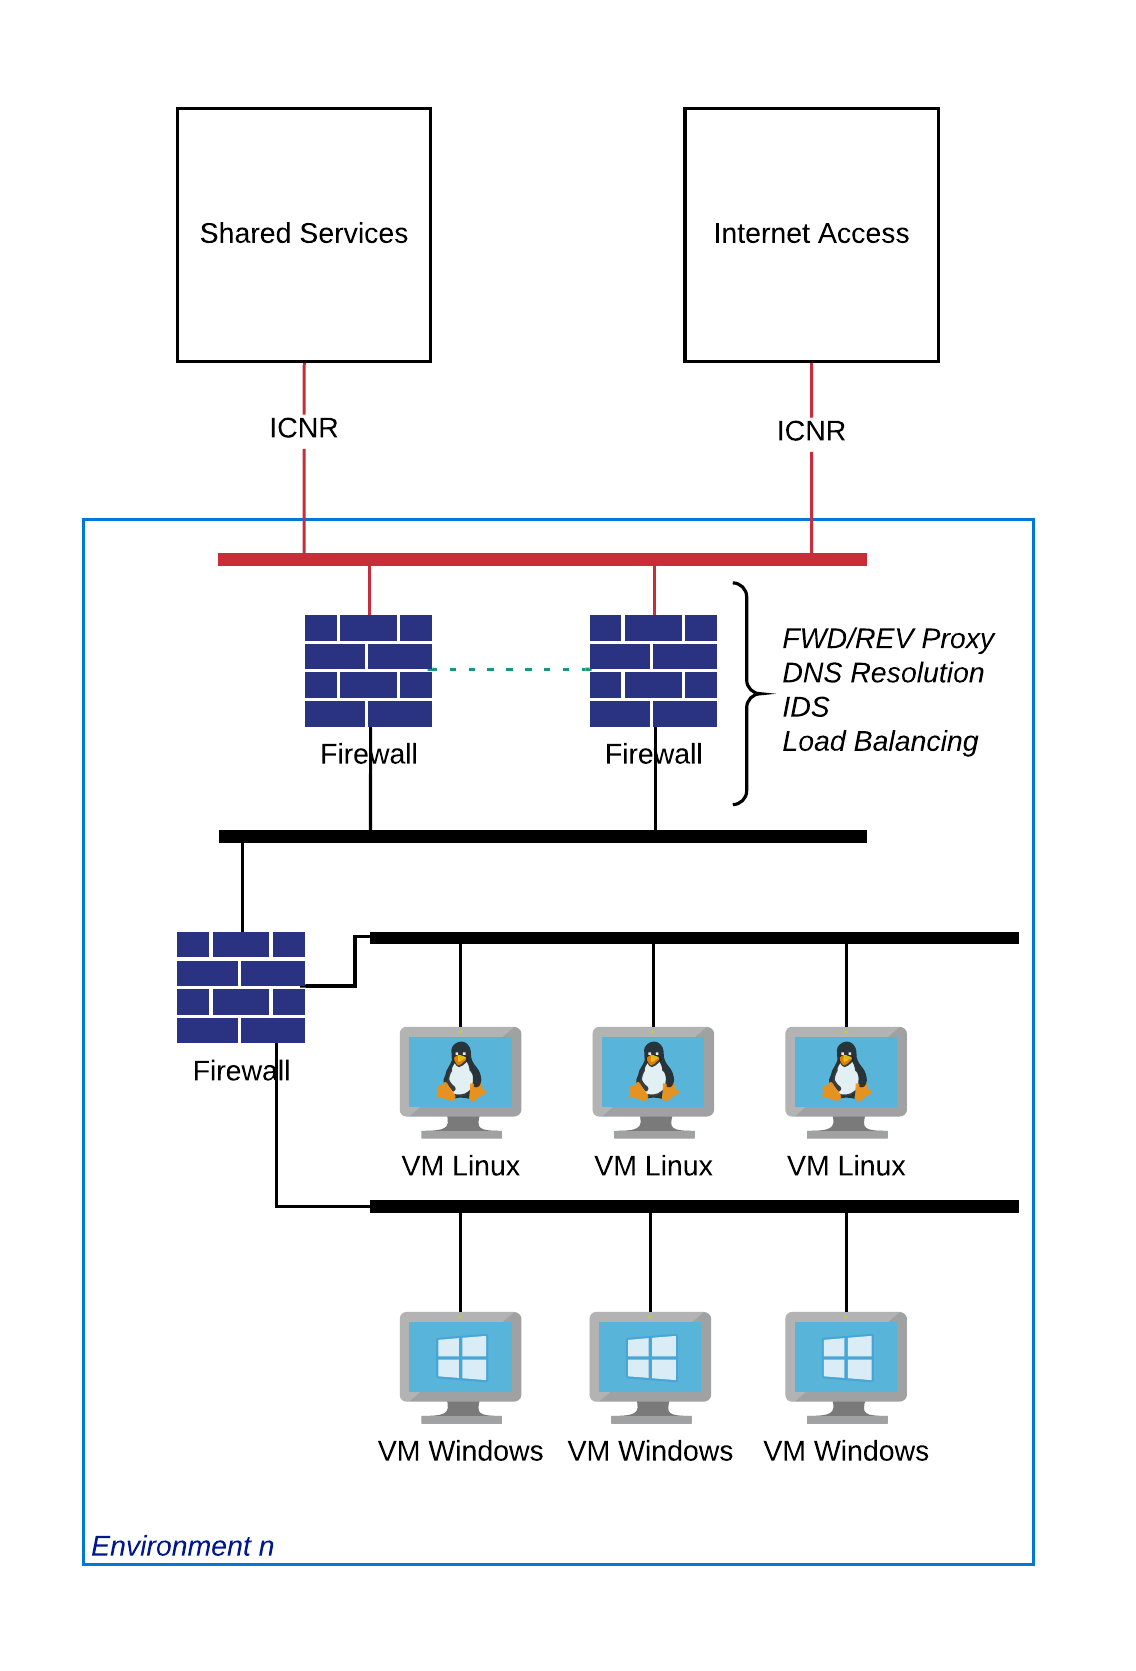 Shared Services
Internet Access
ICNR
ICNR
FWD/REV Proxy
DNS Resolution
IDS
Load Balancing
Firewall
Firewall
Firewall
VM Linux
VM Linux
VM Linux
VM Windows
VM Windows
VM Windows
Environment n